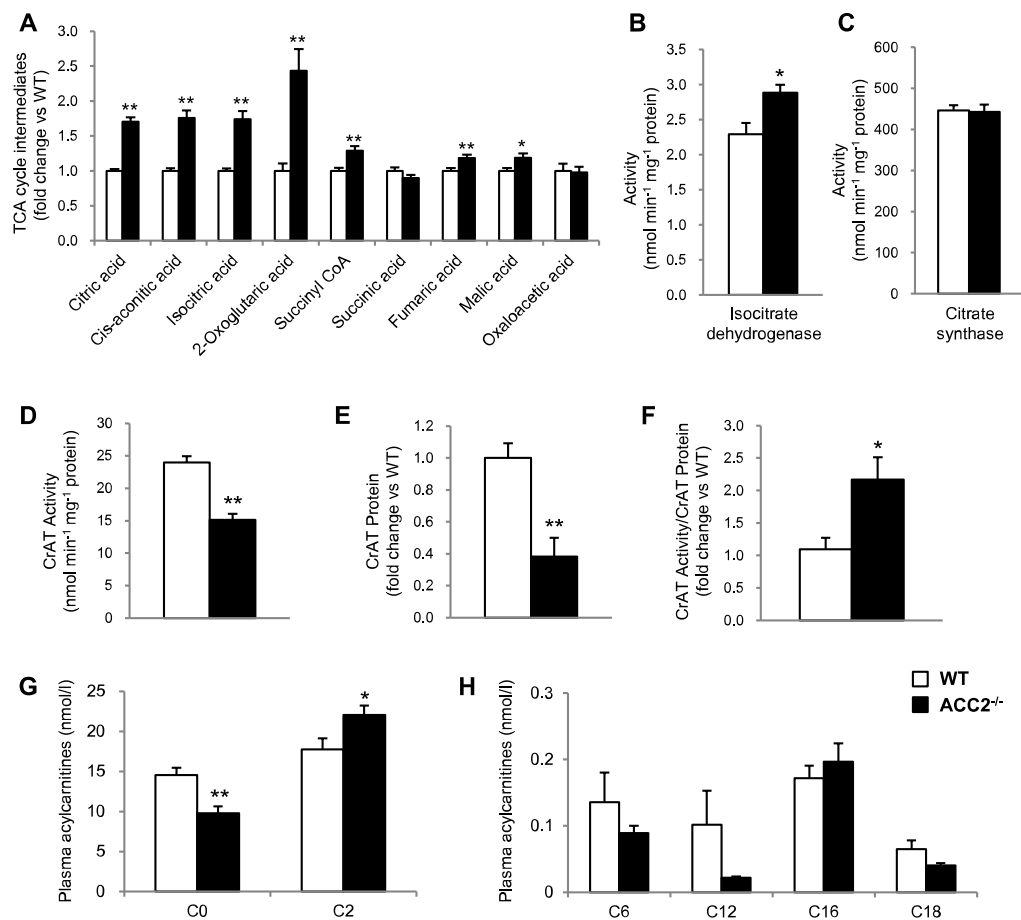 A
TCA cycle intermediates
(fold change vs WT)
3.0
2.5
2.0
1.5
1.0
0.5
0.0
** ** ** ** ** ** *
Citric acid
Cis-aconitic acid
Isocitric acid
2-Oxoglutaric acid
Succinyl CoA
Succinic acid
Fumaric acid
Malic acid
Oxaloacetic acid
B
Activity
(nmol min-1 mg-1 protein)
3.5
3.0
2.5
2.0
1.5
1.0
0.5
0.0
*
Isocitrate
dehydrogenase
C
Activity
(nmol min-1 mg-1 protein)
600
500
400
300
200
100
0
Citrate
synthase
D
CrAT Activity
(nmol min-1 mg-1 protein)
30
25
20
15
10
5
0
**
E
CrAT Protein
(fold change vs WT)
1.2
1.0
0.8
0.6
0.4
0.2
0.0
**
F
CrAT Activity/CrAT Protein
(fold change vs WT)
3.0
2.5
2.0
1.5
1.0
0.5
0.0
*
G
Plasma acylcarnitines (nmol/l)
25
20
15
10
5
0
**
*
C0 C2
H
Plasma acylcarnitines (nmol/l)
0.3
0.2
0.1
0
C6 C12 C16 C18
WT
ACC2-/-